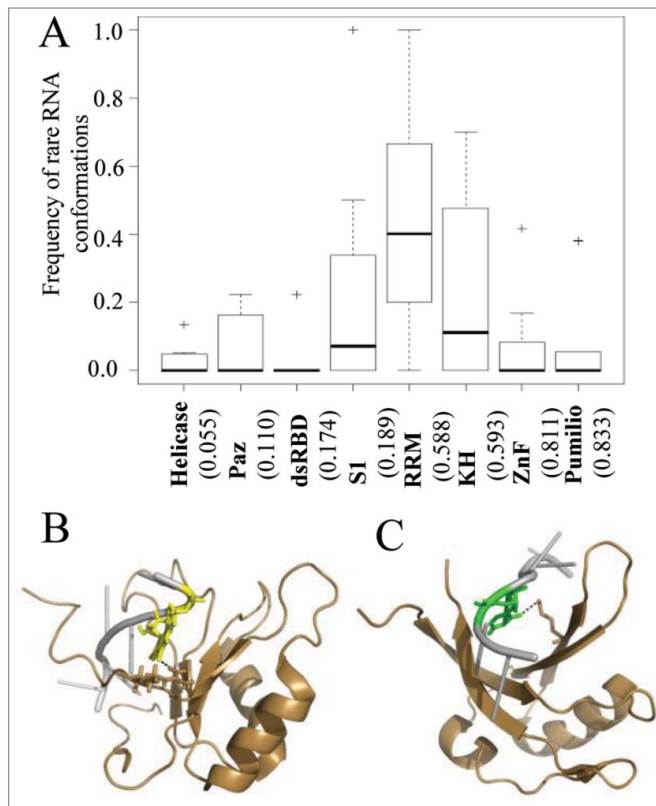 A
Frequency of rare RNA
conformations
1.0
0.8
0.6
0.4
0.2
0.0
Helicase
(0.055)
Paz
(0.110)
dsRBD
(0.174)
S1
(0.189)
RRM
(0.588)
KH
(0.593)
ZnF
(0.811)
Pumilio
(0.833)
B
C